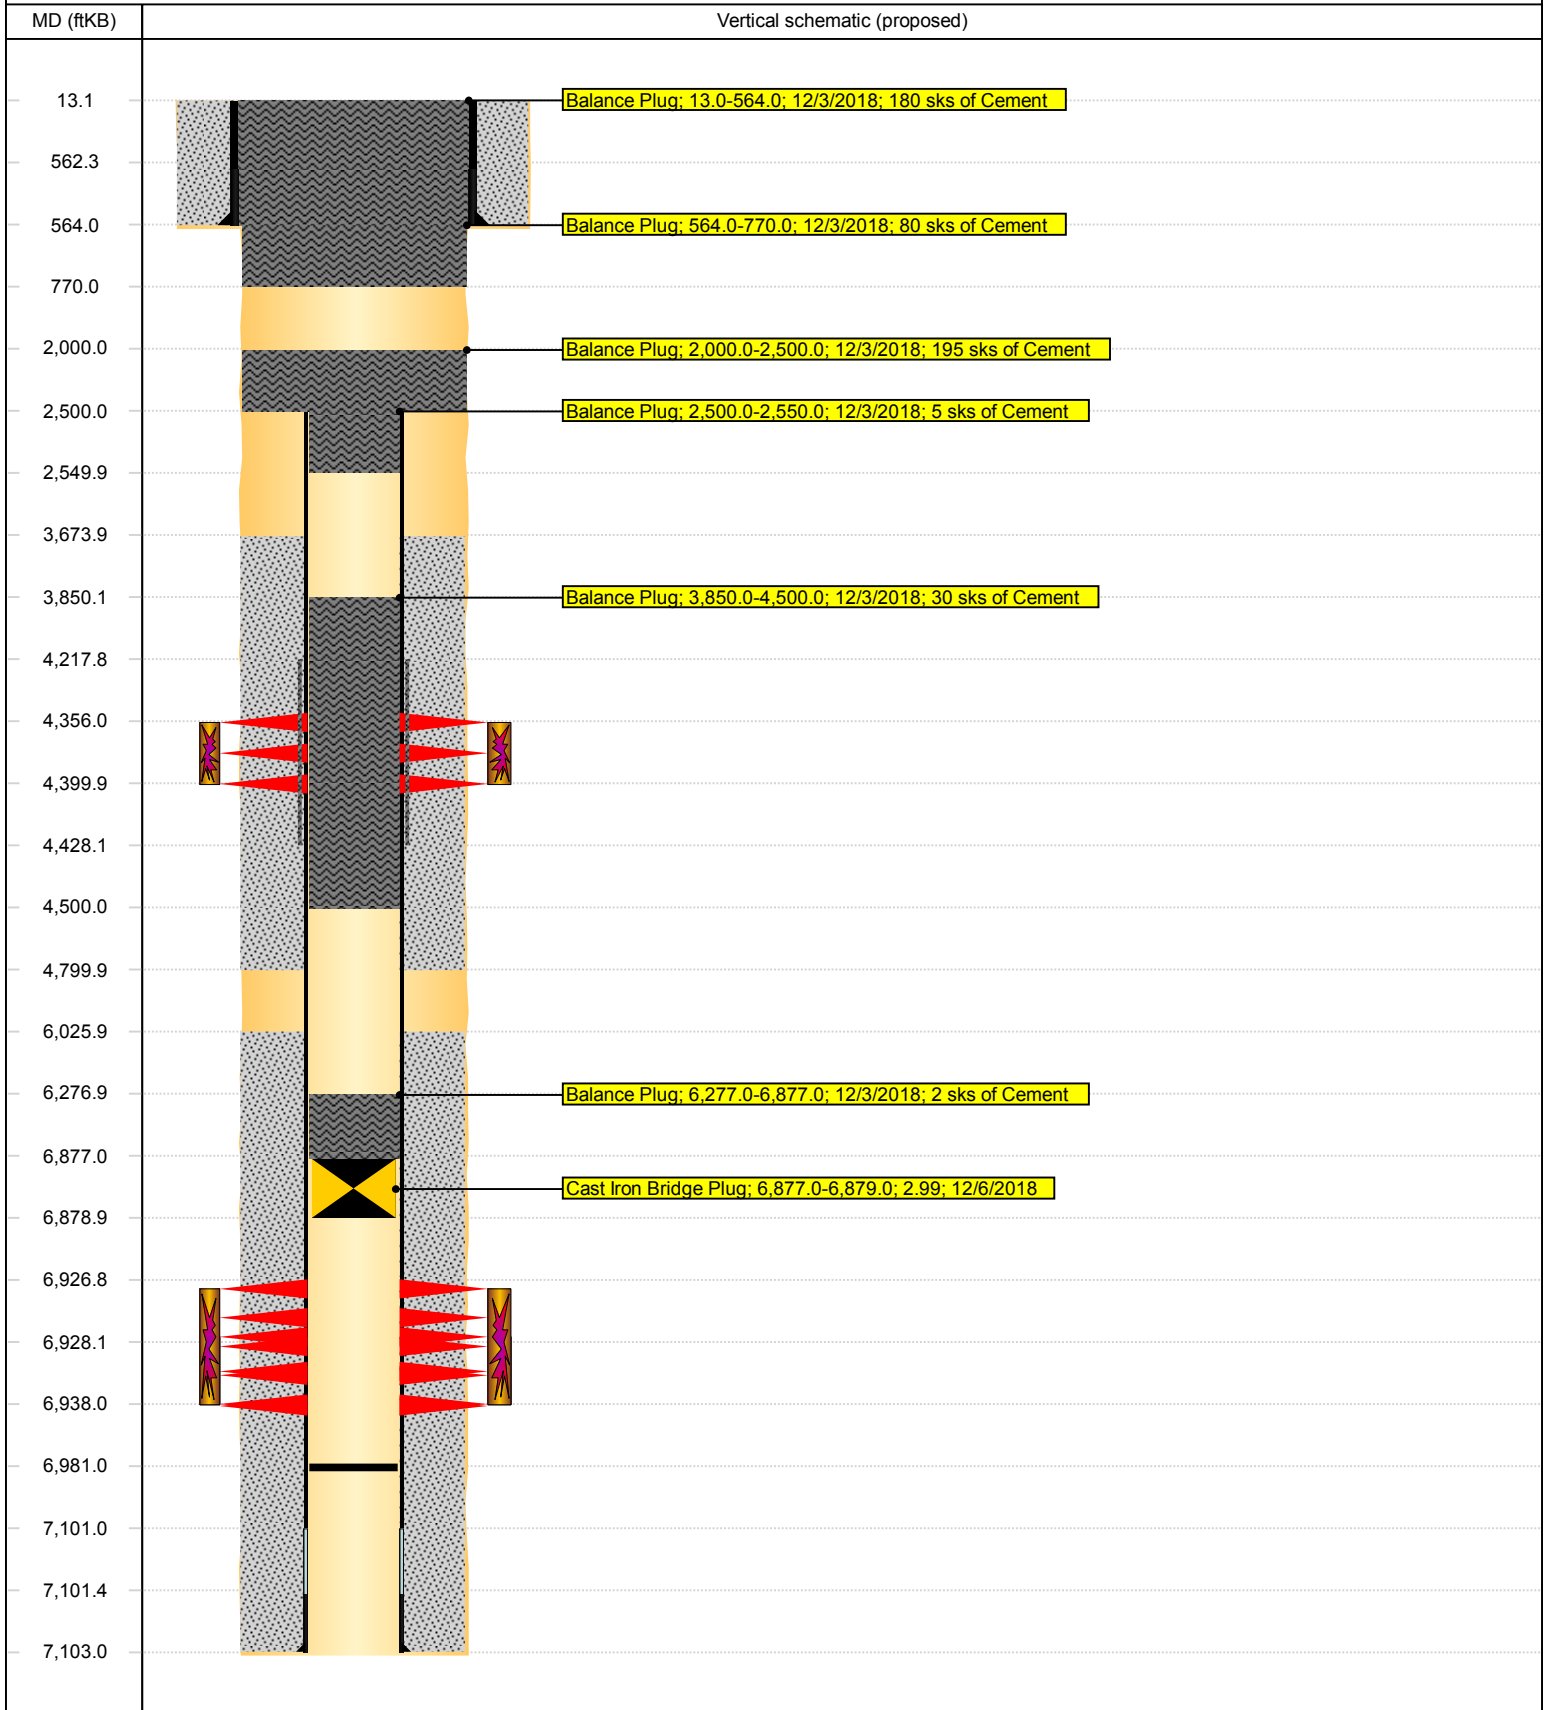 MD (ftKB) Vertical schematic (proposed)
13.1 Balance Plug; 13.0-564.0; 12/3/2018; 180 sks of Cement
562.3
564.0 Balance Plug; 564.0-770.0; 12/3/2018; 80 sks of Cement
770.0
2,000.0 Balance Plug; 2,000.0-2,500.0; 12/3/2018; 195 sks of Cement
2,500.0 Balance Plug; 2,500.0-2,550.0; 12/3/2018; 5 sks of Cement
2,549.9
3,673.9
3,850.1 Balance Plug; 3,850.0-4,500.0; 12/3/2018; 30 sks of Cement
4,217.8
4,356.0
4,399.9
4,428.1
4,500.0
4,799.9
6,025.9
6,276.9 Balance Plug; 6,277.0-6,877.0; 12/3/2018; 2 sks of Cement
6,877.0
Cast Iron Bridge Plug; 6,877.0-6,879.0; 2.99; 12/6/2018
6,878.9
6,926.8
6,928.1
6,938.0
6,981.0
7,101.0
7,101.4
7,103.0